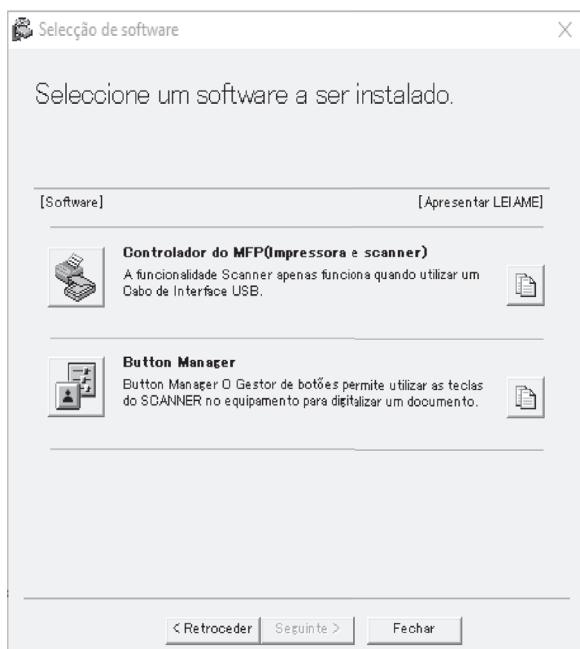 Selecção de software
Seleccione um software a ser instalado.
[Software] [Apresentar LEIAME]
Controlador do MFP(Impressora e scanner)
A funcionalidade Scanner apenas funciona quando utilizar um
Cabo de Interface USB.
Button Manager
Button Manager O Gestor de botões permite utilizar as teclas
do SCANNER no equipamento para digitalizar um documento.
< Retroceder Seguinte > Fechar